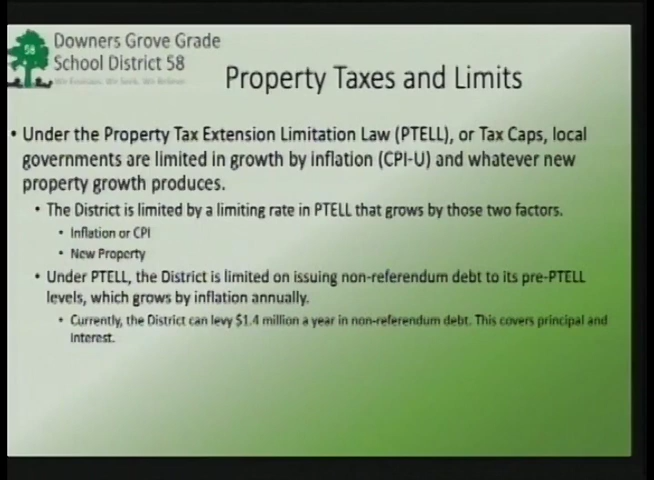 58
Downers Grove Grade
School District 58
Property Taxes and Limits
• Under the Property Tax Extension Limitation Law (PTELL), or Tax Caps, local
governments are limited in growth by inflation (CPI-U) and whatever new
property growth produces.
• The District is limited by a limiting rate in PTELL that grows by those two factors.
• Inflation or CPI
• New Property
• Under PTELL, the District is limited on issuing non-referendum debt to its pre-PTELL
levels, which grows by inflation annually.
• Currently, the District can levy $1.4 million a year in non-referendum debt. This covers principal and
interest.